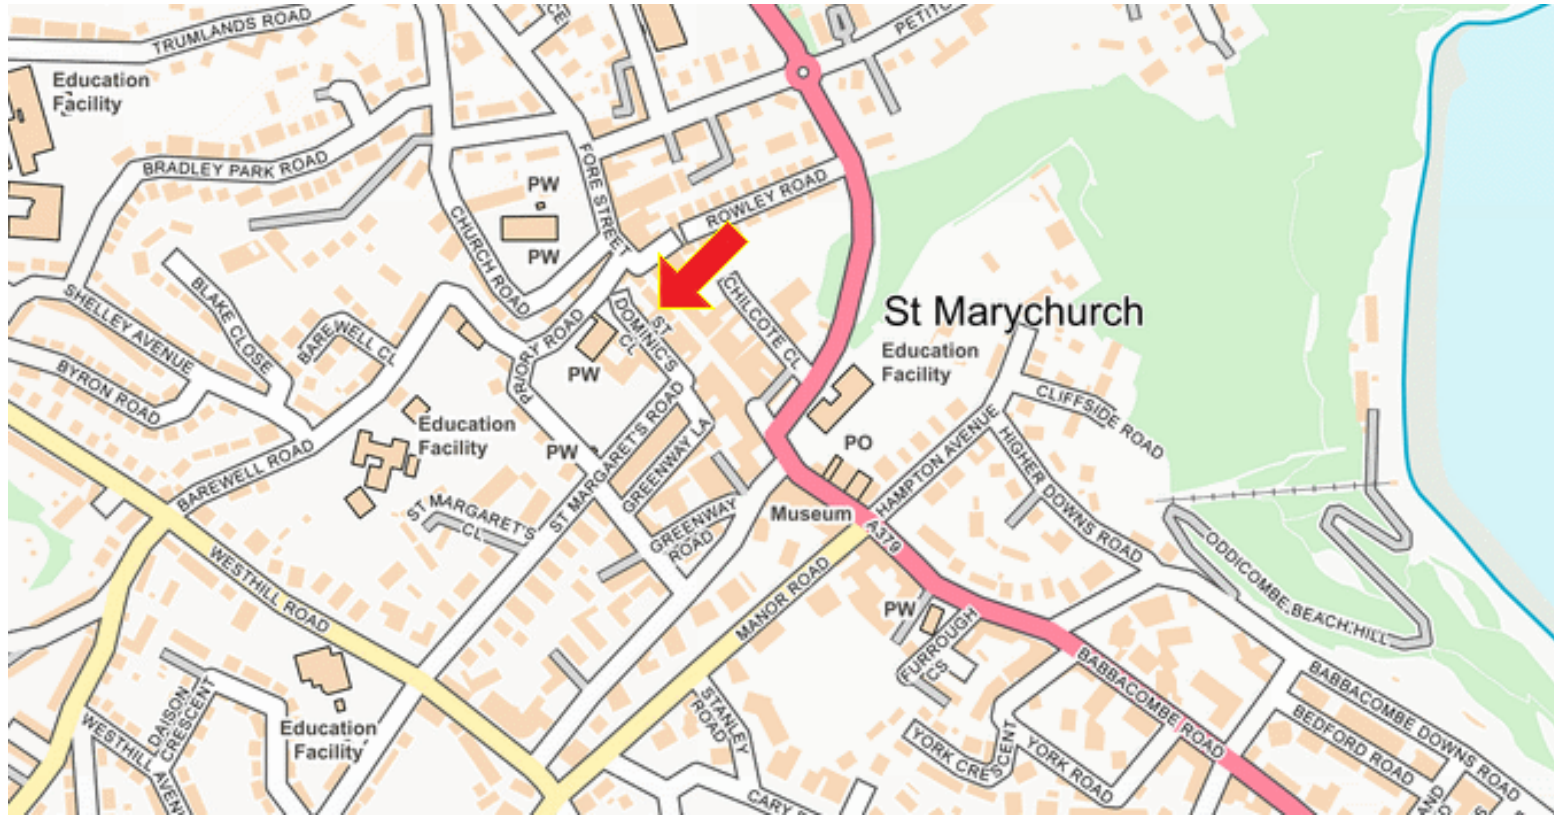 TRUMLANDS ROAD
PETITO
CE
Education
Facility
BRADLEY PARK ROAD
FORE STREET
PW
ROWLEY ROAD
CHURCH ROAD
PW
SHELLEY AVENUE
BLAKE CLOSE
BAREWELL CL
PRIORY ROAD
ST
DOMINIC'S
CL
CHILCOTE CL
St Marychurch
Education
Facility
BYRON ROAD
PW
CLIFFSIDE ROAD
Education
Facility
PW
ST MARGARET'S ROAD
GREENWAY LA
PO
HAMPTON AVENUE
HIGHER DOWNS ROAD
BAREWELL ROAD
ST MARGARET'S
CL
GREENWAY
ROAD
Museum
A379
ODDICOMBE BEACH HILL
WESTHILL ROAD
MANOR ROAD
PW
FURROUGH
CS
BABBACOMBE ROAD
BABBACOMBE DOWNS ROAD
DAISON
CRESCENT
WESTHILL AVEN
Education
Facility
STANLEY
ROAD
YORK CRESCENT
YORK ROAD
BEDFORD ROAD
CARY
AND